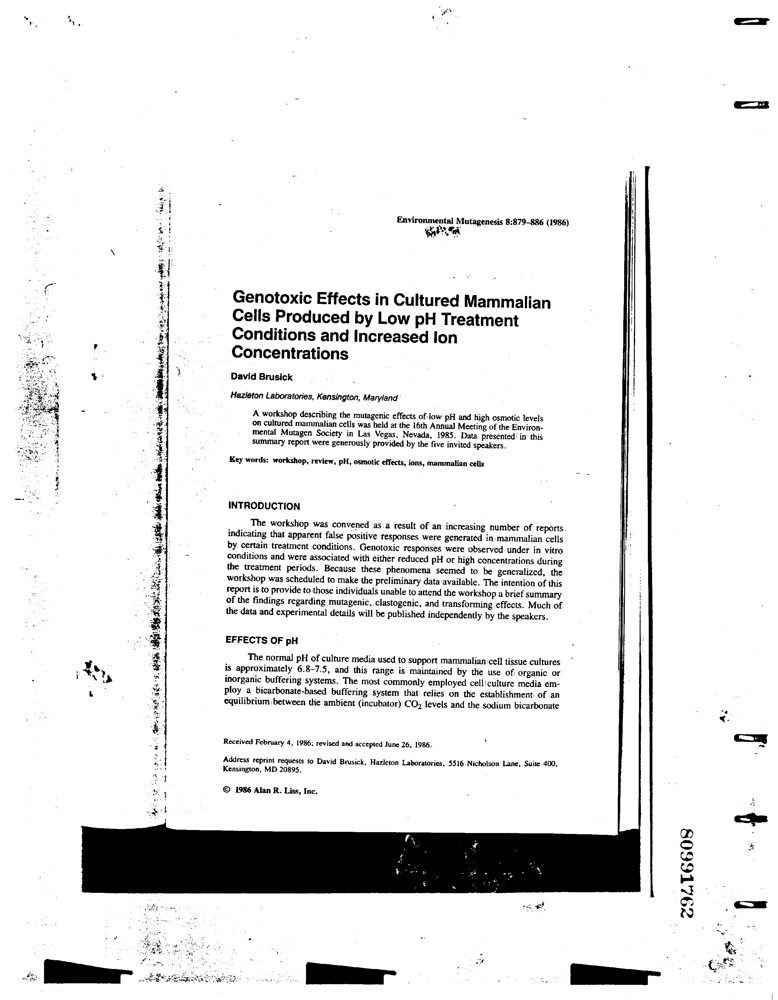 Environmental Mutagenesis 8:879–886 (1986)
Genotoxic Effects in Cultured Mammalian
Cells Produced by Low pH Treatment
Conditions and Increased Ion
Concentrations
David Brusick
Hazleton Laboratories, Kensington, Maryland
A workshop describing the mutagenic effects of low pH and high osmotic levels
on cultured mammalian cells was held at the 16th Annual Meeting of the Environ-
mental Mutagen Society in Las Vegas, Nevada, 1985. Data presented in this
summary report were generously provided by the five invited speakers.
Key words: workshop, review, pH, osmotic effects, ions, mammalian cells
INTRODUCTION
The workshop was convened as a result of an increasing number of reports
indicating that apparent false positive responses were generated in mammalian cells
by certain treatment conditions. Genotoxic responses were observed under in vitro
conditions and were associated with either reduced pH or high concentrations during
the treatment periods. Because these phenomena seemed to be generalized, the
workshop was scheduled to make the preliminary data available. The intention of this
report is to provide to those individuals unable to attend the workshop a brief summary
of the findings regarding mutagenic, clastogenic, and transforming effects. Much of
the data and experimental details will be published independently by the speakers.
EFFECTS OF pH
The normal pH of culture media used to support mammalian cell tissue cultures
is approximately 6.8–7.5, and this range is maintained by the use of organic or
inorganic buffering systems. The most commonly employed cell culture media em-
ploy a bicarbonate-based buffering system that relies on the establishment of an
equilibrium between the ambient (incubator) CO₂ levels and the sodium bicarbonate
Received February 4, 1986; revised and accepted June 26, 1986.
Address reprint requests to David Brusick, Hazleton Laboratories, 5516 Nicholson Lane, Suite 400,
Kensington, MD 20895.
© 1986 Alan R. Liss, Inc.
80991762